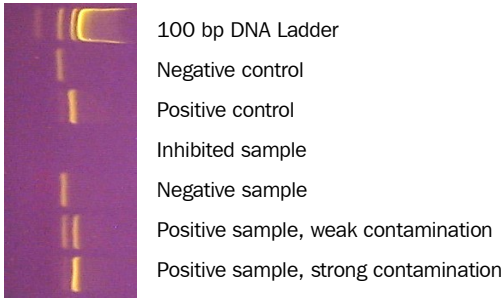 100 bp DNA Ladder
Negative control
Positive control
Inhibited sample
Negative sample
Positive sample, weak contamination
Positive sample, strong contamination